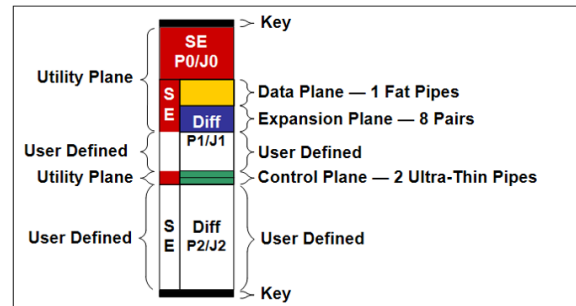 Key
SE
P0/J0
Utility Plane
S
E
Data Plane — 1 Fat Pipes
Diff
Expansion Plane — 8 Pairs
P1/J1
User Defined
User Defined
Utility Plane
Control Plane — 2 Ultra-Thin Pipes
User Defined
S
E
Diff
P2/J2
User Defined
Key